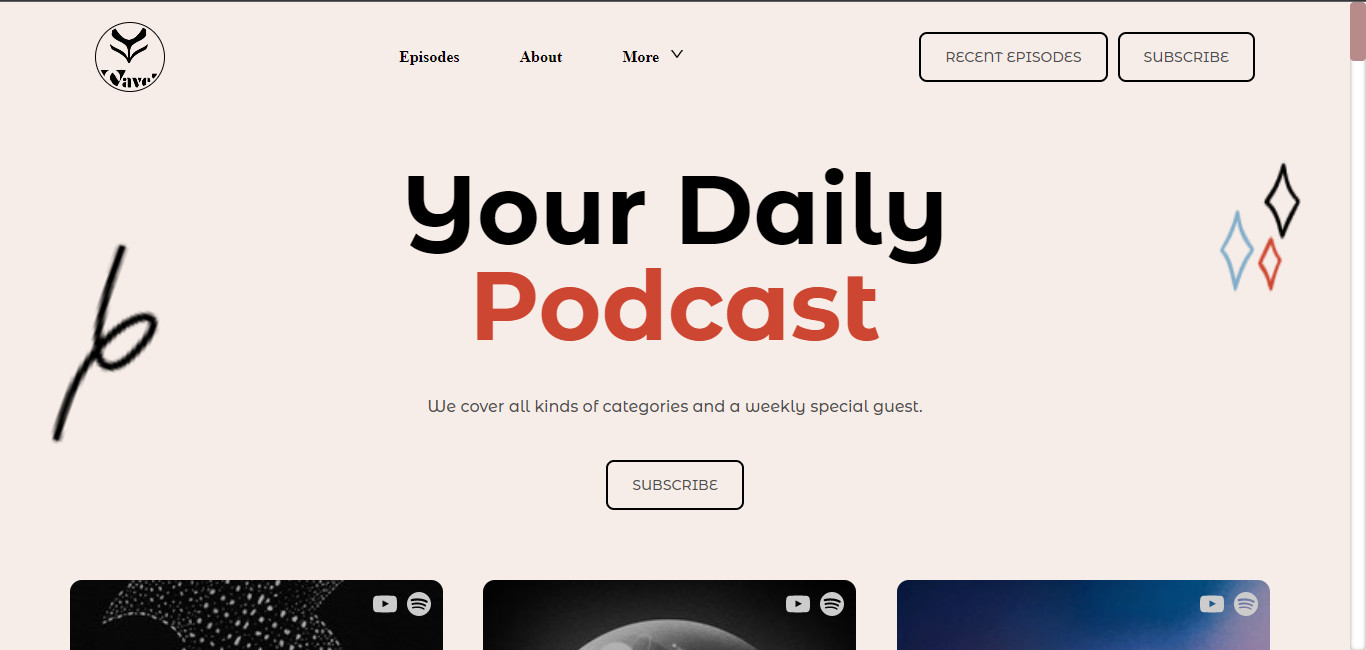 Wave
Episodes
About
More
RECENT EPISODES
SUBSCRIBE
Your Daily
Podcast
We cover all kinds of categories and a weekly special guest.
SUBSCRIBE